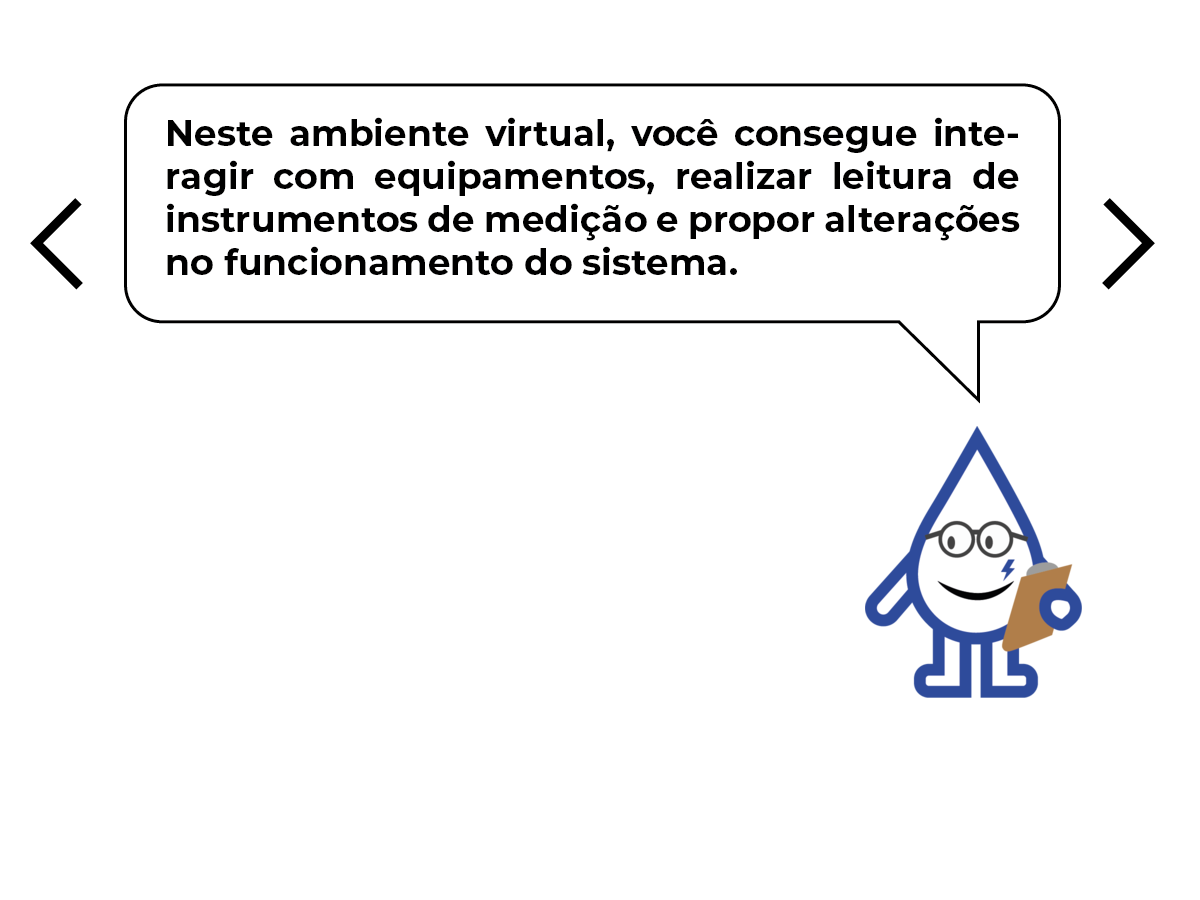 Neste ambiente virtual, você consegue inte-
ragir com equipamentos, realizar leitura de
instrumentos de medição e propor alterações
no funcionamento do sistema.